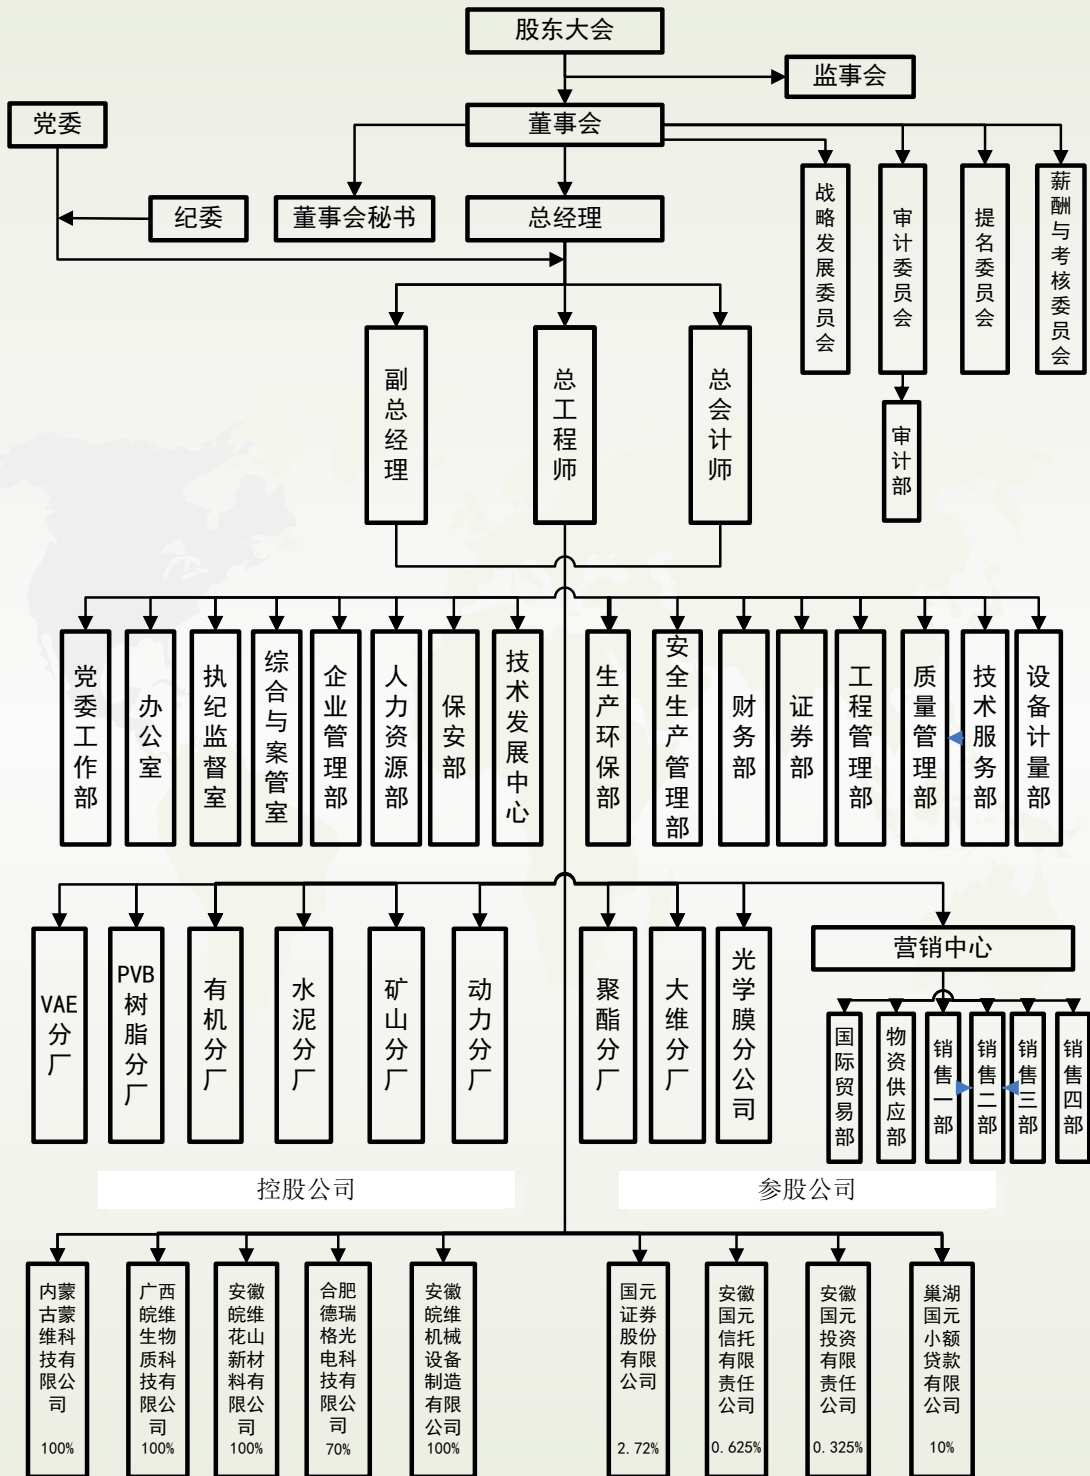 股东大会
监事会
党委
董事会
纪委
董事会秘书
总经理
战略发展委员会
审计委员会
提名委员会
薪酬与考核委员会
副总经理
总工程师
总会计师
审计部
党委工作部
办公室
执纪监督室
综合与案管室
企业管理部
人力资源部
保安部
技术发展中心
生产环保部
安全生产管理部
财务部
证券部
工程管理部
质量管理部
技术服务部
设备计量部
VAE分厂
PVB树脂分厂
有机分厂
水泥分厂
矿山分厂
动力分厂
聚酯分厂
大维分厂
光学膜分公司
营销中心
国际贸易部
物资供应部
销售一部
销售二部
销售三部
销售四部
控股公司
参股公司
内蒙
古蒙
维科
技有
限公
司
100%
广西
皖维
生物
质科
技有
限公
司
100%
安徽
皖维
花山
新材
料有
限公
司
100%
合肥
德瑞
格光
电科
技有
限公
司
70%
安徽
皖维
机械
设备
制造
有限
公司
100%
国元
证券
股份
有限
公司
2.72%
安徽
国元
信托
有限
责任
公司
0.625%
安徽
国元
投资
有限
责任
公司
0.325%
巢湖
国元
小额
贷款
有限
公司
10%